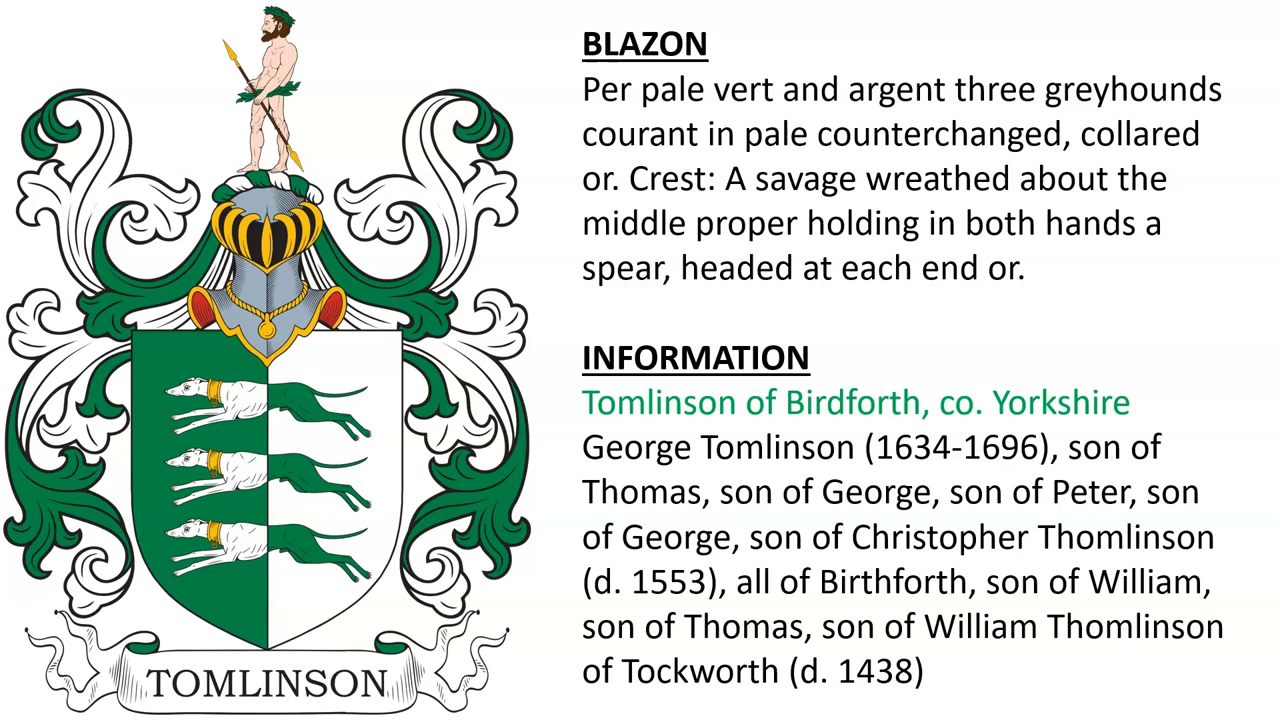 BLAZON
Per pale vert and argent three greyhounds
courant in pale counterchanged, collared
or. Crest: A savage wreathed about the
middle proper holding in both hands a
spear, headed at each end or.
INFORMATION
Tomlinson of Birdforth, co. Yorkshire
George Tomlinson (1634-1696), son of
Thomas, son of George, son of Peter, son
of George, son of Christopher Thomlinson
(d. 1553), all of Birthforth, son of William,
son of Thomas, son of William Thomlinson
of Tockworth (d. 1438)
TOMLINSON